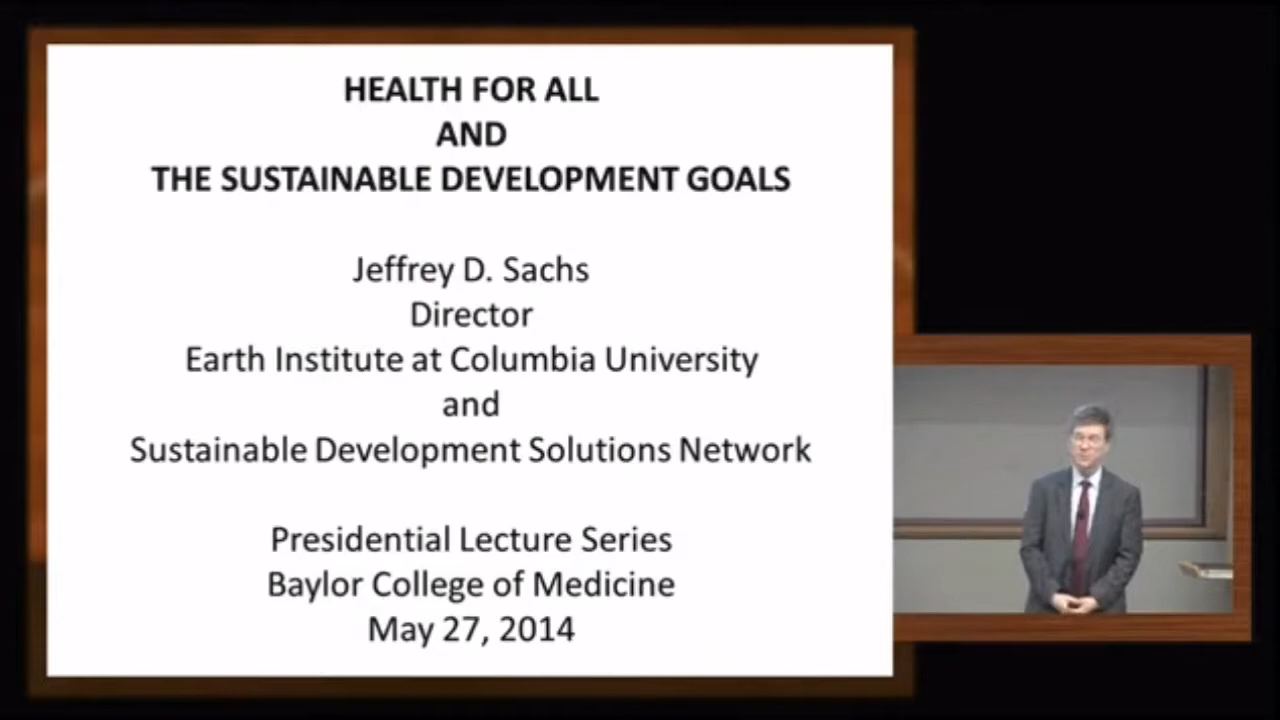 HEALTH FOR ALL
AND
THE SUSTAINABLE DEVELOPMENT GOALS
Jeffrey D. Sachs
Director
Earth Institute at Columbia University
and
Sustainable Development Solutions Network
Presidential Lecture Series
Baylor College of Medicine
May 27, 2014